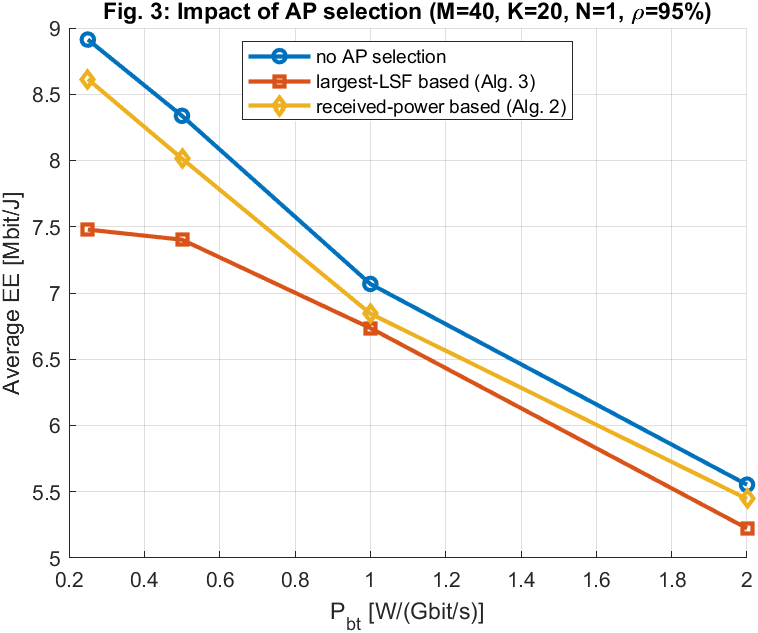 Fig. 3: Impact of AP selection (M=40, K=20, N=1, ρ=95%)
no AP selection
largest-LSF based (Alg. 3)
received-power based (Alg. 2)
Average EE [Mbit/J]
9
8.5
8
7.5
7
6.5
6
5.5
5
0.2 0.4 0.6 0.8 1 1.2 1.4 1.6 1.8 2
P_bt [W/(Gbit/s)]